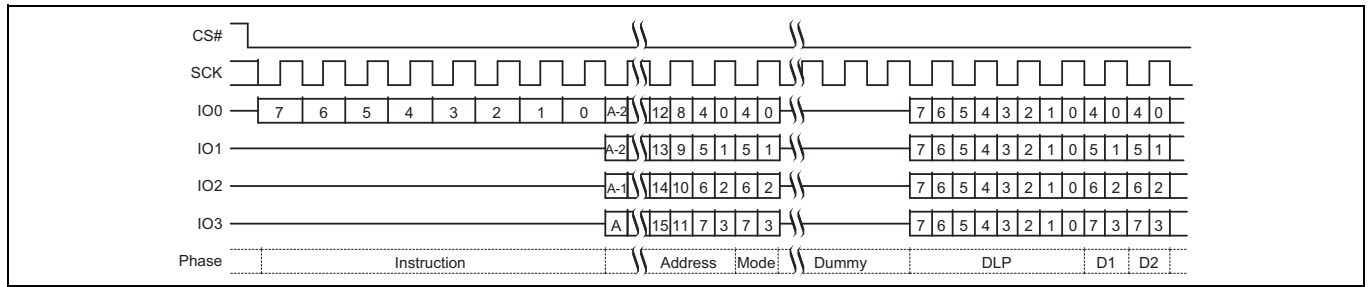 CS#
SCK
IO0 7 6 5 4 3 2 1 0 A-2 12 8 4 0 4 0 7 6 5 4 3 2 1 0 4 0 4 0
IO1 A-2 13 9 5 1 5 1 7 6 5 4 3 2 1 0 5 1 5 1
IO2 A-1 14 10 6 2 6 2 7 6 5 4 3 2 1 0 6 2 6 2
IO3 A 15 11 7 3 7 3 7 6 5 4 3 2 1 0 7 3 7 3
Phase Instruction Address Mode Dummy DLP D1 D2